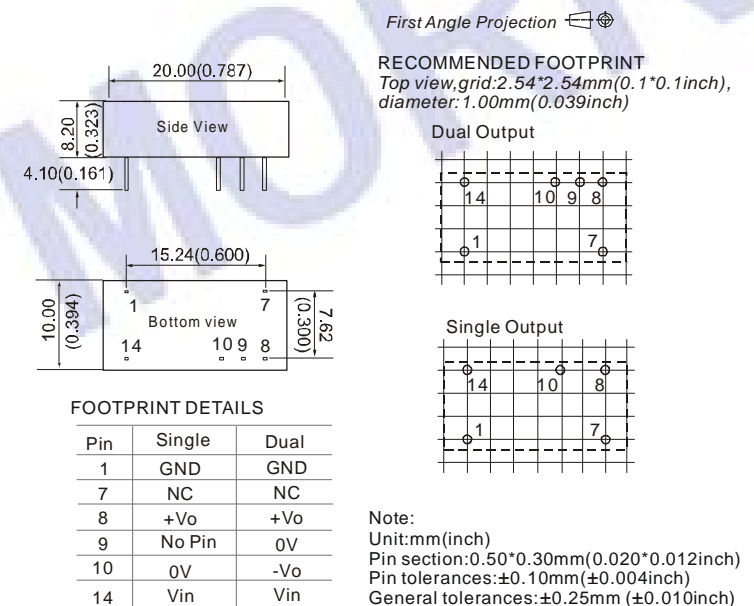 First Angle Projection
RECOMMENDED FOOTPRINT
Top view,grid:2.54*2.54mm(0.1*0.1inch),
diameter:1.00mm(0.039inch)
20.00(0.787)
8.20
(0.323)
Side View
4.10(0.161)
Dual Output
14 10 9 8
1 7
15.24(0.600)
10.00
(0.394)
1 7
Bottom view
14 10 9 8
7.62
(0.300)
Single Output
14 10 8
1 7
FOOTPRINT DETAILS
Pin Single Dual
1 GND GND
7 NC NC
8 +Vo +Vo
9 No Pin 0V
10 0V -Vo
14 Vin Vin
Note:
Unit:mm(inch)
Pin section:0.50*0.30mm(0.020*0.012inch)
Pin tolerances:±0.10mm(±0.004inch)
General tolerances:±0.25mm (±0.010inch)